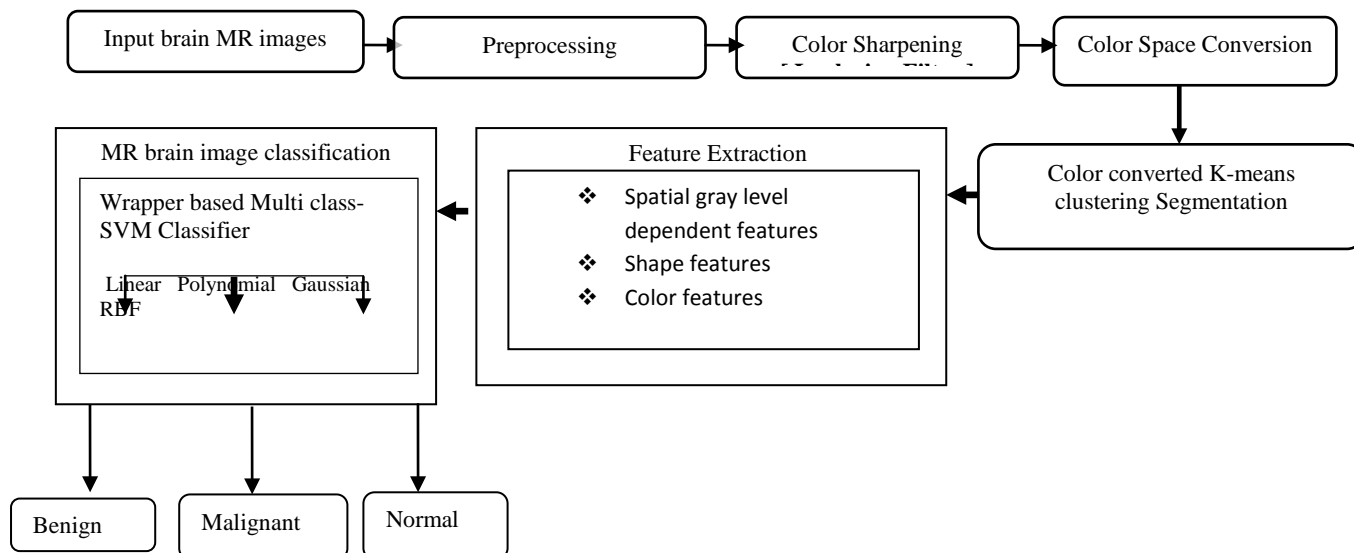 Input brain MR images
Preprocessing
Color Sharpening
Color Space Conversion
Color converted K-means
clustering Segmentation
Feature Extraction
❖ Spatial gray level
dependent features
❖ Shape features
❖ Color features
MR brain image classification
Wrapper based Multi class-
SVM Classifier
Linear Polynomial Gaussian
RBF
Benign
Malignant
Normal